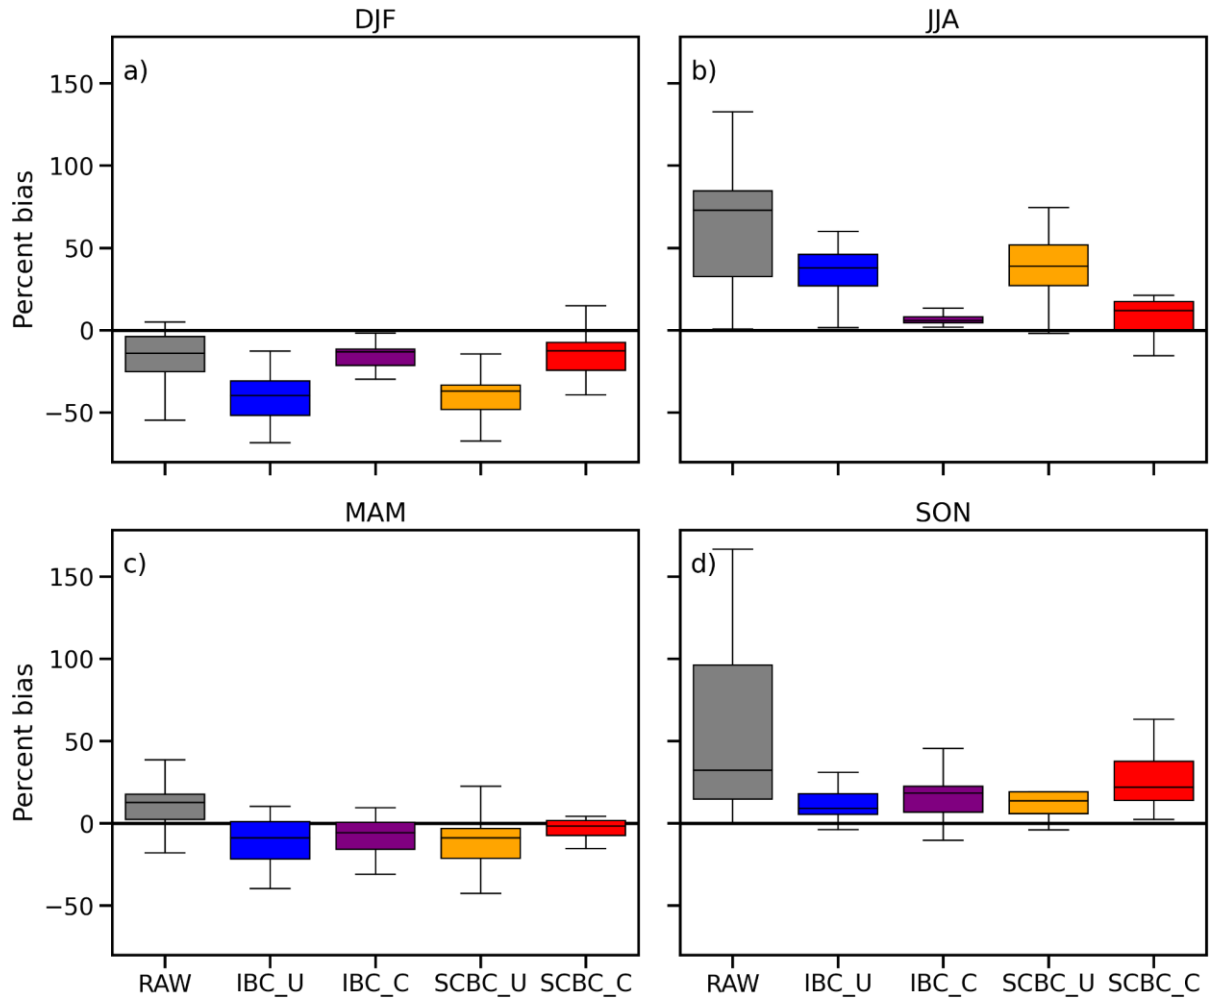 DJF
JJA
a)
b)
150
100
50
0
−50
Percent bias
MAM
SON
c)
d)
150
100
50
0
−50
Percent bias
RAW IBC_U IBC_C SCBC_U SCBC_C
RAW IBC_U IBC_C SCBC_U SCBC_C